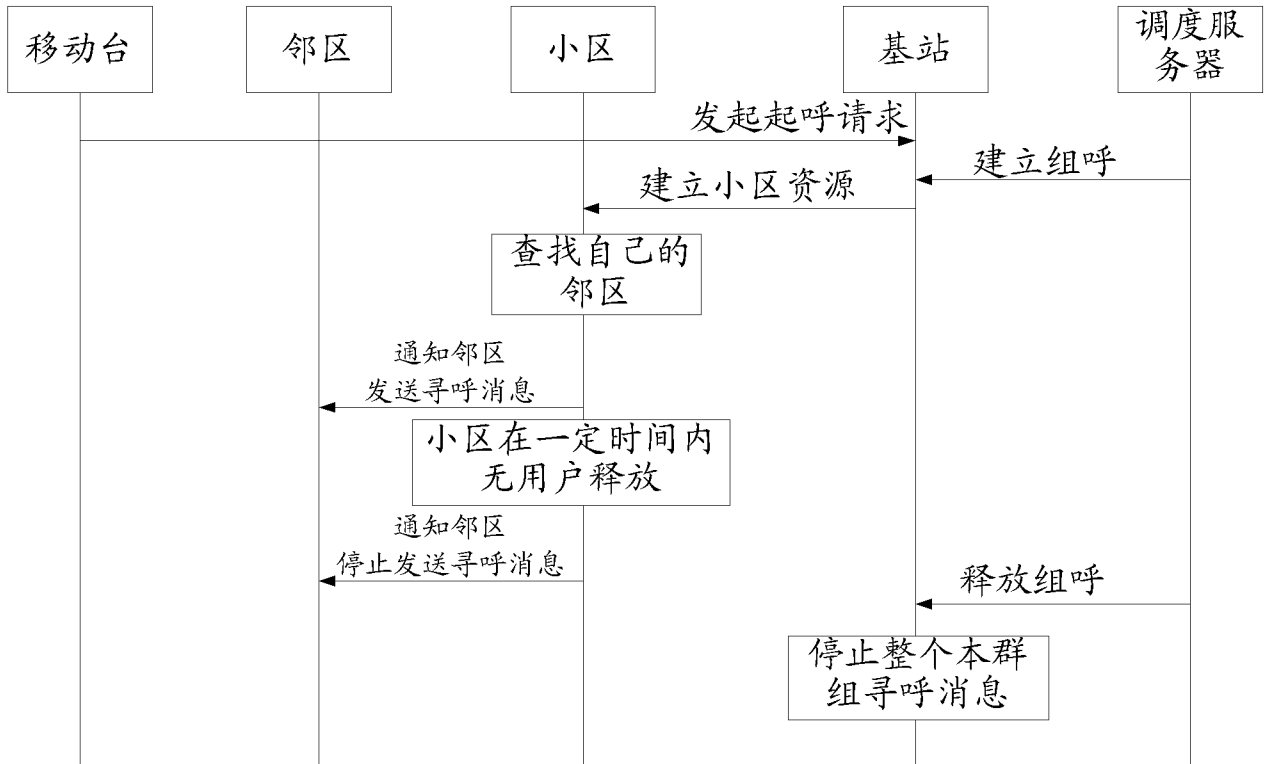 移动台
邻区
小区
基站
调度服
务器
发起起呼请求
建立组呼
建立小区资源
查找自己的
邻区
通知邻区
发送寻呼消息
小区在一定时间内
无用户释放
通知邻区
停止发送寻呼消息
释放组呼
停止整个本群
组寻呼消息